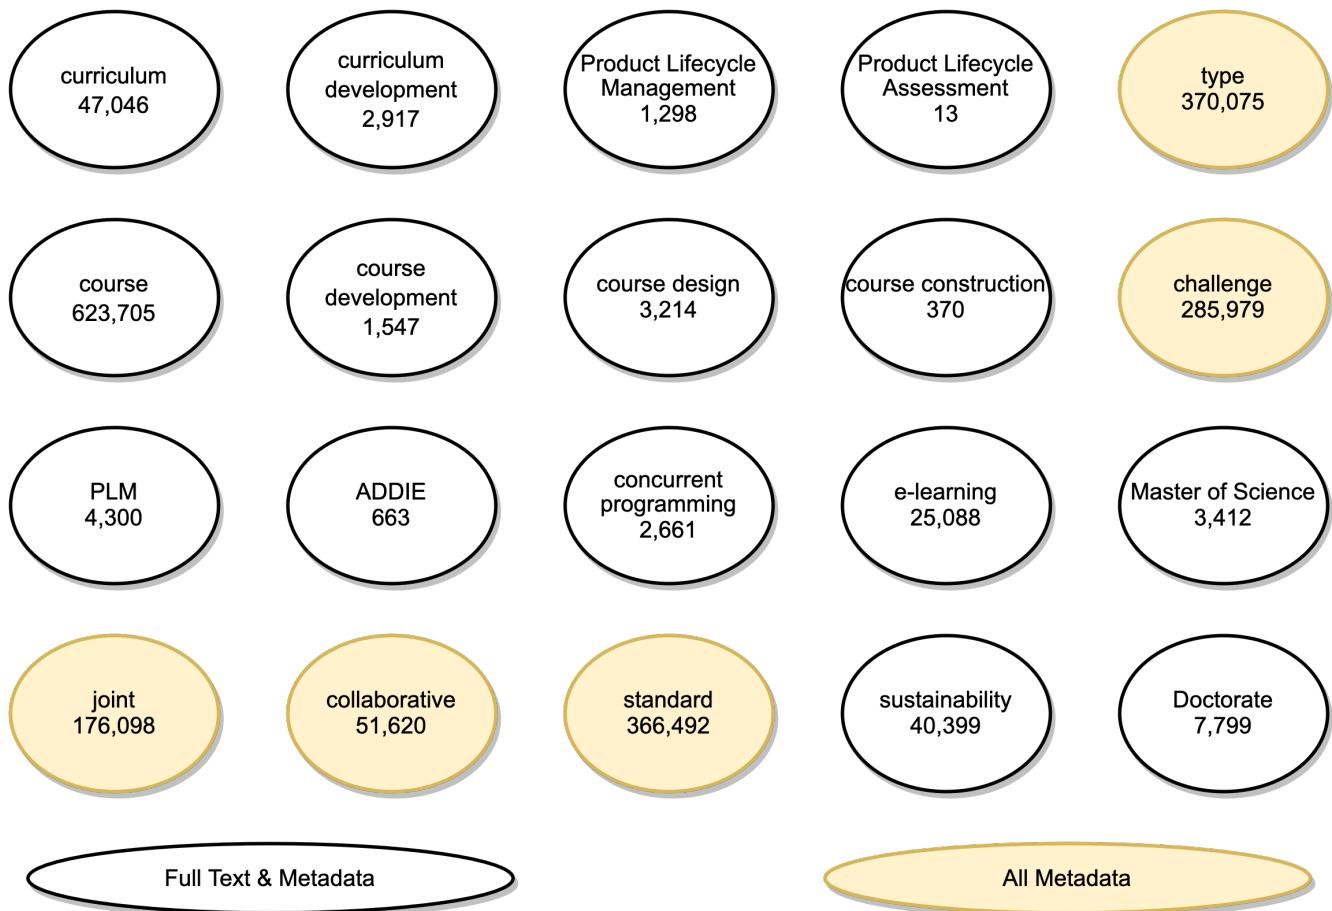 curriculum
47,046
curriculum
development
2,917
Product Lifecycle
Management
1,298
Product Lifecycle
Assessment
13
type
370,075
course
623,705
course
development
1,547
course design
3,214
course construction
370
challenge
285,979
PLM
4,300
ADDIE
663
concurrent
programming
2,661
e-learning
25,088
Master of Science
3,412
joint
176,098
collaborative
51,620
standard
366,492
sustainability
40,399
Doctorate
7,799
Full Text & Metadata
All Metadata